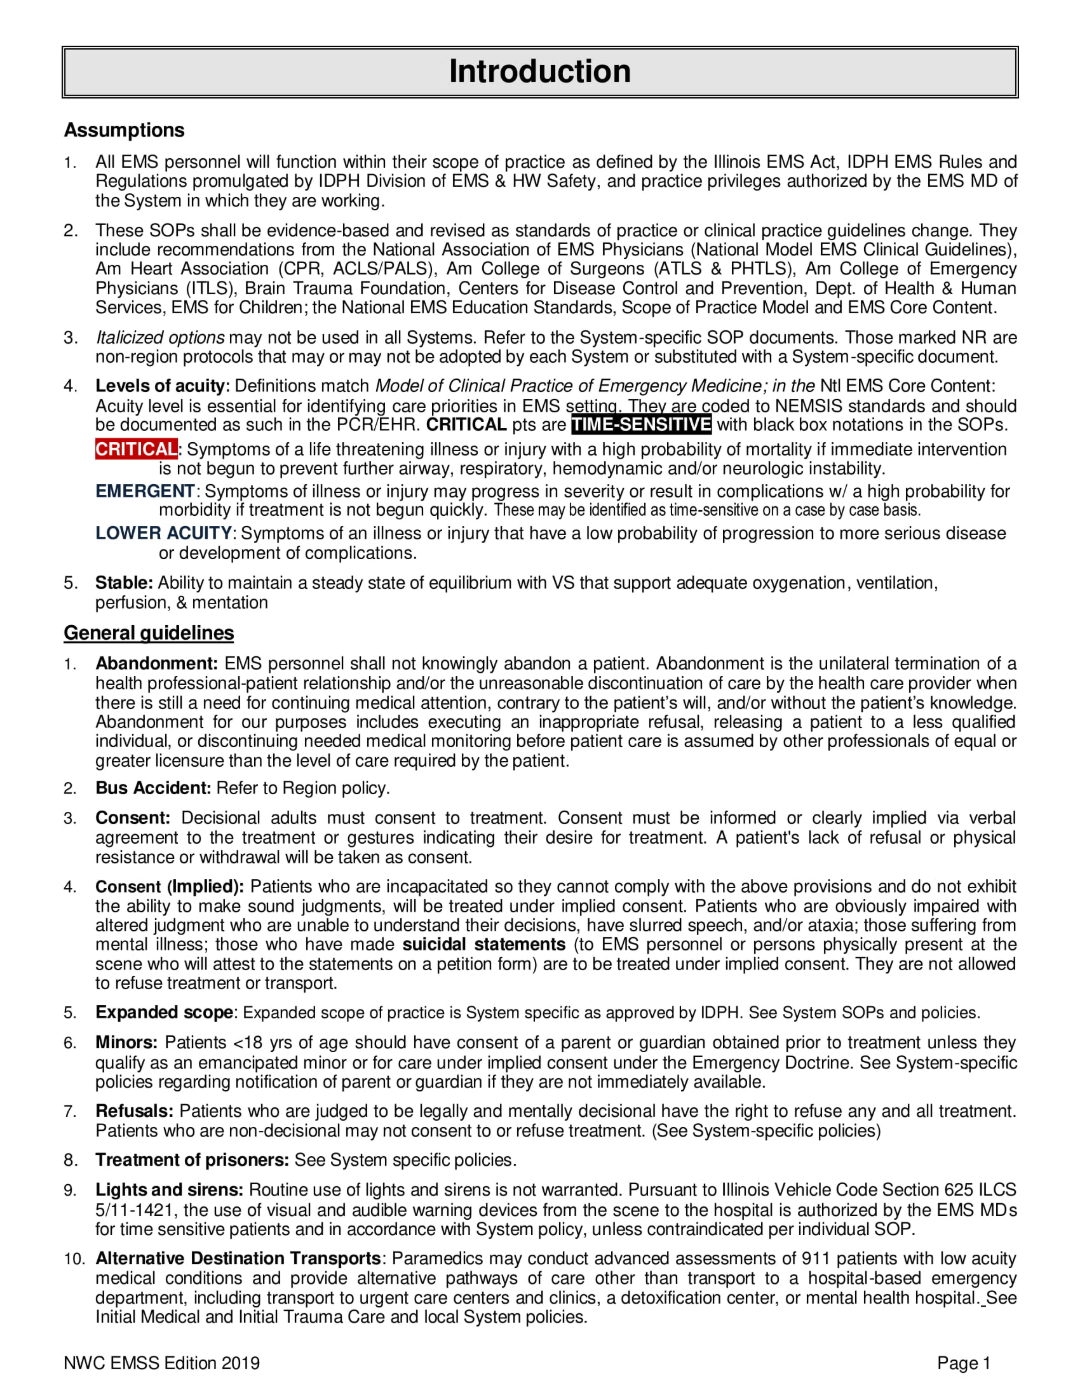 Introduction
Assumptions
1. All EMS personnel will function within their scope of practice as defined by the Illinois EMS Act, IDPH EMS Rules and
Regulations promulgated by IDPH Division of EMS & HW Safety, and practice privileges authorized by the EMS MD of
the System in which they are working.
2. These SOPs shall be evidence-based and revised as standards of practice or clinical practice guidelines change. They
include recommendations from the National Association of EMS Physicians (National Model EMS Clinical Guidelines),
Am Heart Association (CPR, ACLS/PALS), Am College of Surgeons (ATLS & PHTLS), Am College of Emergency
Physicians (ITLS), Brain Trauma Foundation, Centers for Disease Control and Prevention, Dept. of Health & Human
Services, EMS for Children; the National EMS Education Standards, Scope of Practice Model and EMS Core Content.
3. Italicized options may not be used in all Systems. Refer to the System-specific SOP documents. Those marked NR are
non-region protocols that may or may not be adopted by each System or substituted with a System-specific document.
4. Levels of acuity: Definitions match Model of Clinical Practice of Emergency Medicine; in the Ntl EMS Core Content:
Acuity level is essential for identifying care priorities in EMS setting. They are coded to NEMSIS standards and should
be documented as such in the PCR/EHR. CRITICAL pts are TIME-SENSITIVE with black box notations in the SOPs.
CRITICAL: Symptoms of a life threatening illness or injury with a high probability of mortality if immediate intervention
is not begun to prevent further airway, respiratory, hemodynamic and/or neurologic instability.
EMERGENT: Symptoms of illness or injury may progress in severity or result in complications w/ a high probability for
morbidity if treatment is not begun quickly. These may be identified as time-sensitive on a case by case basis.
LOWER ACUITY: Symptoms of an illness or injury that have a low probability of progression to more serious disease
or development of complications.
5. Stable: Ability to maintain a steady state of equilibrium with VS that support adequate oxygenation, ventilation,
perfusion, & mentation
General guidelines
1. Abandonment: EMS personnel shall not knowingly abandon a patient. Abandonment is the unilateral termination of a
health professional-patient relationship and/or the unreasonable discontinuation of care by the health care provider when
there is still a need for continuing medical attention, contrary to the patient's will, and/or without the patient's knowledge.
Abandonment for our purposes includes executing an inappropriate refusal, releasing a patient to a less qualified
individual, or discontinuing needed medical monitoring before patient care is assumed by other professionals of equal or
greater licensure than the level of care required by the patient.
2. Bus Accident: Refer to Region policy.
3. Consent: Decisional adults must consent to treatment. Consent must be informed or clearly implied via verbal
agreement to the treatment or gestures indicating their desire for treatment. A patient's lack of refusal or physical
resistance or withdrawal will be taken as consent.
4. Consent (Implied): Patients who are incapacitated so they cannot comply with the above provisions and do not exhibit
the ability to make sound judgments, will be treated under implied consent. Patients who are obviously impaired with
altered judgment who are unable to understand their decisions, have slurred speech, and/or ataxia; those suffering from
mental illness; those who have made suicidal statements (to EMS personnel or persons physically present at the
scene who will attest to the statements on a petition form) are to be treated under implied consent. They are not allowed
to refuse treatment or transport.
5. Expanded scope: Expanded scope of practice is System specific as approved by IDPH. See System SOPs and policies.
6. Minors: Patients <18 yrs of age should have consent of a parent or guardian obtained prior to treatment unless they
qualify as an emancipated minor or for care under implied consent under the Emergency Doctrine. See System-specific
policies regarding notification of parent or guardian if they are not immediately available.
7. Refusals: Patients who are judged to be legally and mentally decisional have the right to refuse any and all treatment.
Patients who are non-decisional may not consent to or refuse treatment. (See System-specific policies)
8. Treatment of prisoners: See System specific policies.
9. Lights and sirens: Routine use of lights and sirens is not warranted. Pursuant to Illinois Vehicle Code Section 625 ILCS
5/11-1421, the use of visual and audible warning devices from the scene to the hospital is authorized by the EMS MDs
for time sensitive patients and in accordance with System policy, unless contraindicated per individual SOP.
10. Alternative Destination Transports: Paramedics may conduct advanced assessments of 911 patients with low acuity
medical conditions and provide alternative pathways of care other than transport to a hospital-based emergency
department, including transport to urgent care centers and clinics, a detoxification center, or mental health hospital. See
Initial Medical and Initial Trauma Care and local System policies.
NWC EMSS Edition 2019 Page 1